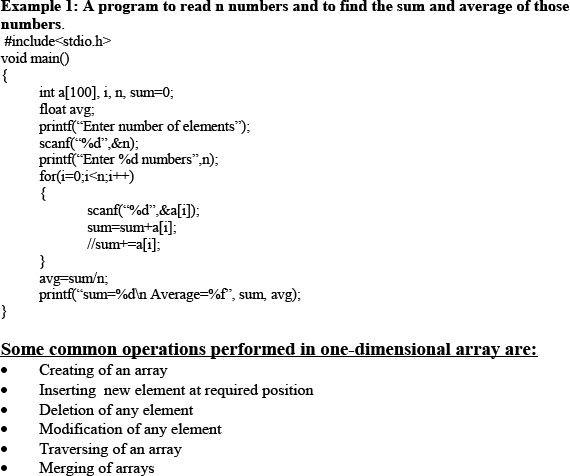 Example 1: A program to read n numbers and to find the sum and average of those
numbers.
#include<stdio.h>
void main()
{
int a[100], i, n, sum=0;
float avg;
printf(“Enter number of elements”);
scanf(“%d”,&n);
printf(“Enter %d numbers”,n);
for(i=0;i<n;i++)
{
scanf(“%d”,&a[i]);
sum=sum+a[i];
//sum+=a[i];
}
avg=sum/n;
printf(“sum=%d\n Average=%f”, sum, avg);
}
Some common operations performed in one-dimensional array are:
• Creating of an array
• Inserting new element at required position
• Deletion of any element
• Modification of any element
• Traversing of an array
• Merging of arrays